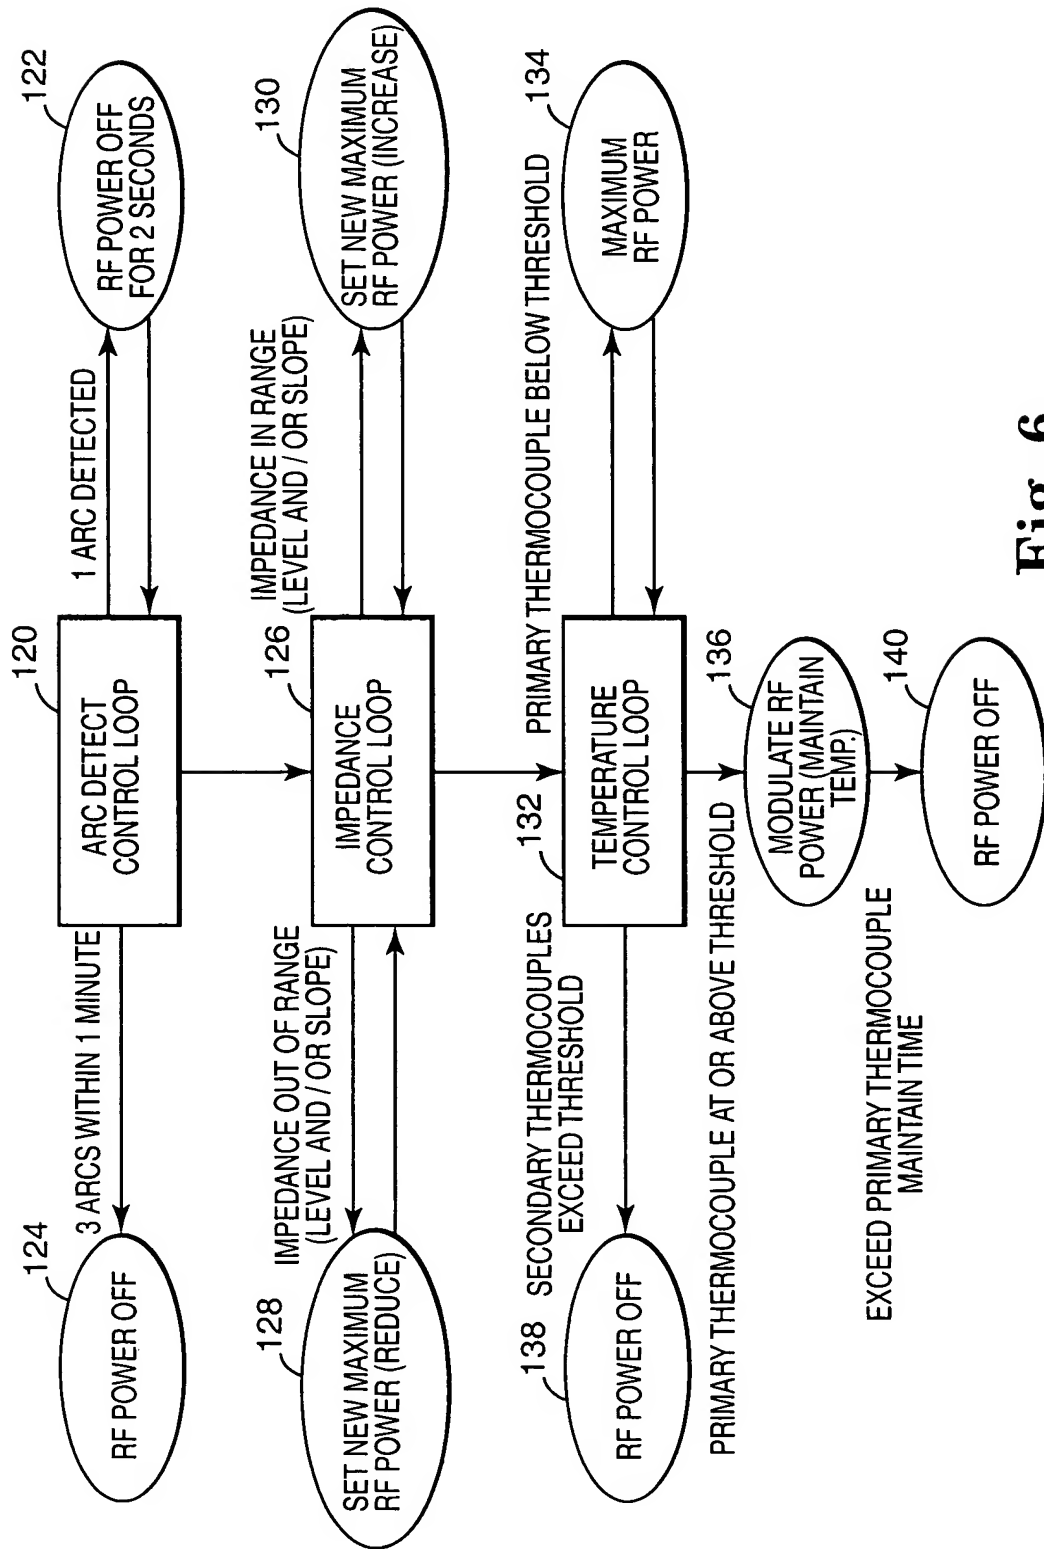 124
3 ARCS WITHIN 1 MINUTE
120
1 ARC DETECTED
122
RF POWER OFF
ARC DETECT
CONTROL LOOP
RF POWER OFF
FOR 2 SECONDS
128
IMPEDANCE OUT OF RANGE
(LEVEL AND / OR SLOPE)
126
IMPEDANCE IN RANGE
(LEVEL AND / OR SLOPE)
130
SET NEW MAXIMUM
RF POWER (REDUCE)
IMPEDANCE
CONTROL LOOP
SET NEW MAXIMUM
RF POWER (INCREASE)
138
SECONDARY THERMOCOUPLES
EXCEED THRESHOLD
132
PRIMARY THERMOCOUPLE BELOW THRESHOLD
134
RF POWER OFF
TEMPERATURE
CONTROL LOOP
MAXIMUM
RF POWER
PRIMARY THERMOCOUPLE AT OR ABOVE THRESHOLD
136
MODULATE RF
POWER (MAINTAIN
TEMP.)
EXCEED PRIMARY THERMOCOUPLE
MAINTAIN TIME
140
RF POWER OFF
Fig. 6